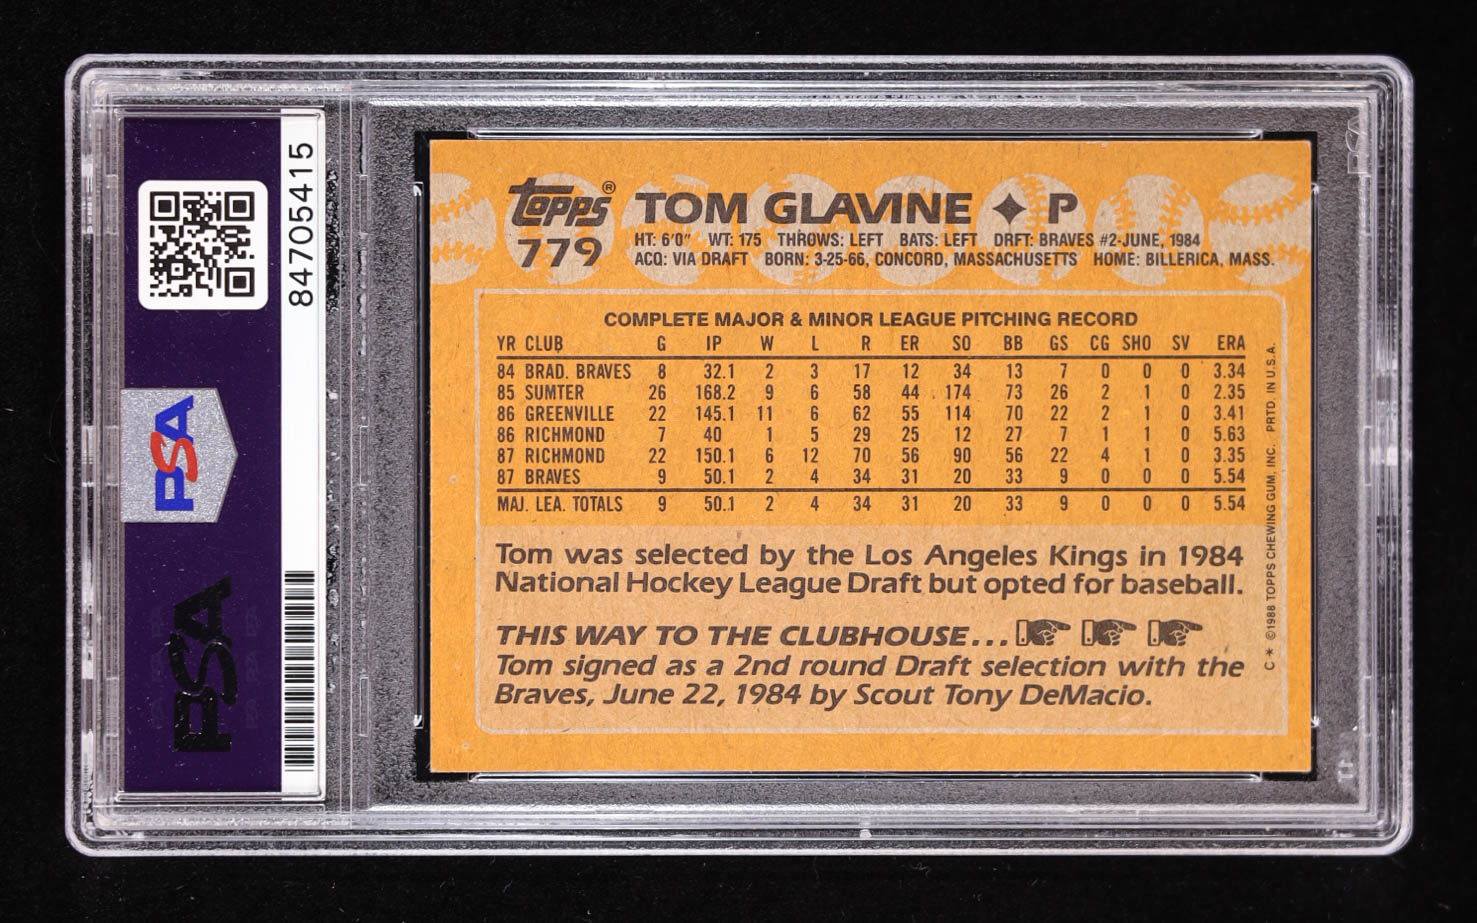 84705415
PSA
PSA
topps®
779
TOM GLAVINE ✦ P
HT: 6'0" WT: 175 THROWS: LEFT BATS: LEFT DRFT: BRAVES #2-JUNE, 1984
ACQ: VIA DRAFT BORN: 3-25-66, CONCORD, MASSACHUSETTS HOME: BILLERICA, MASS.
COMPLETE MAJOR & MINOR LEAGUE PITCHING RECORD
YR CLUB G IP W L R ER SO BB GS CG SHO SV ERA
84 BRAD. BRAVES 8 32.1 2 3 17 12 34 13 7 0 0 0 3.34
85 SUMTER 26 168.2 9 6 58 44 174 73 26 2 1 0 2.35
86 GREENVILLE 22 145.1 11 6 62 55 114 70 22 2 1 0 3.41
86 RICHMOND 7 40 1 5 29 25 12 27 7 1 1 0 5.63
87 RICHMOND 22 150.1 6 12 70 56 90 56 22 4 1 0 3.35
87 BRAVES 9 50.1 2 4 34 31 20 33 9 0 0 0 5.54
MAJ. LEA. TOTALS 9 50.1 2 4 34 31 20 33 9 0 0 0 5.54
Tom was selected by the Los Angeles Kings in 1984
National Hockey League Draft but opted for baseball.
THIS WAY TO THE CLUBHOUSE...
Tom signed as a 2nd round Draft selection with the
Braves, June 22, 1984 by Scout Tony DeMacio.
C * ©1988 TOPPS CHEWING GUM, INC. PRTD. IN U.S.A.